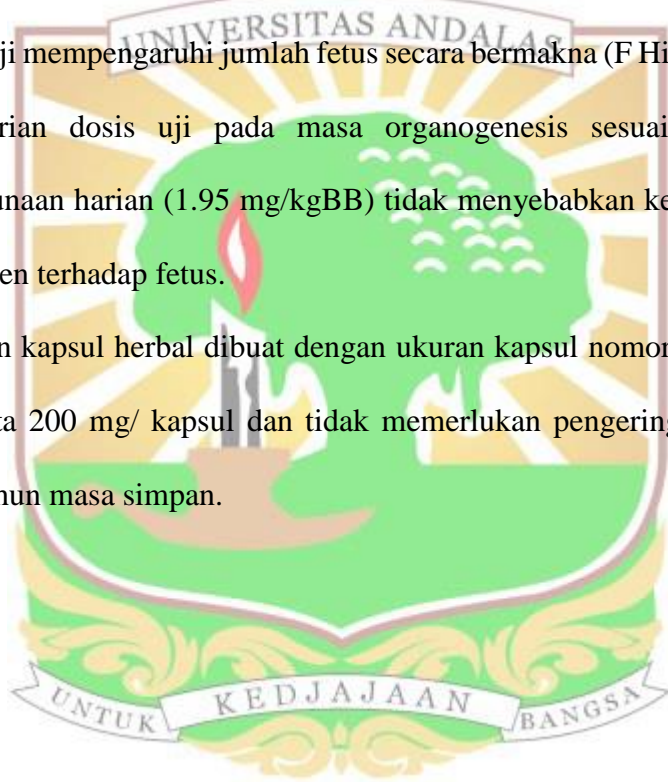 UNIVERSITAS ANDALAS
ji mempengaruhi jumlah fetus secara bermakna (F Hi
rian dosis uji pada masa organogenesis sesuai
unaan harian (1.95 mg/kgBB) tidak menyebabkan ke
en terhadap fetus.
n kapsul herbal dibuat dengan ukuran kapsul nomor
ta 200 mg/ kapsul dan tidak memerlukan pengering
hun masa simpan.
UNTUK KEDJAJAAN BANGSA